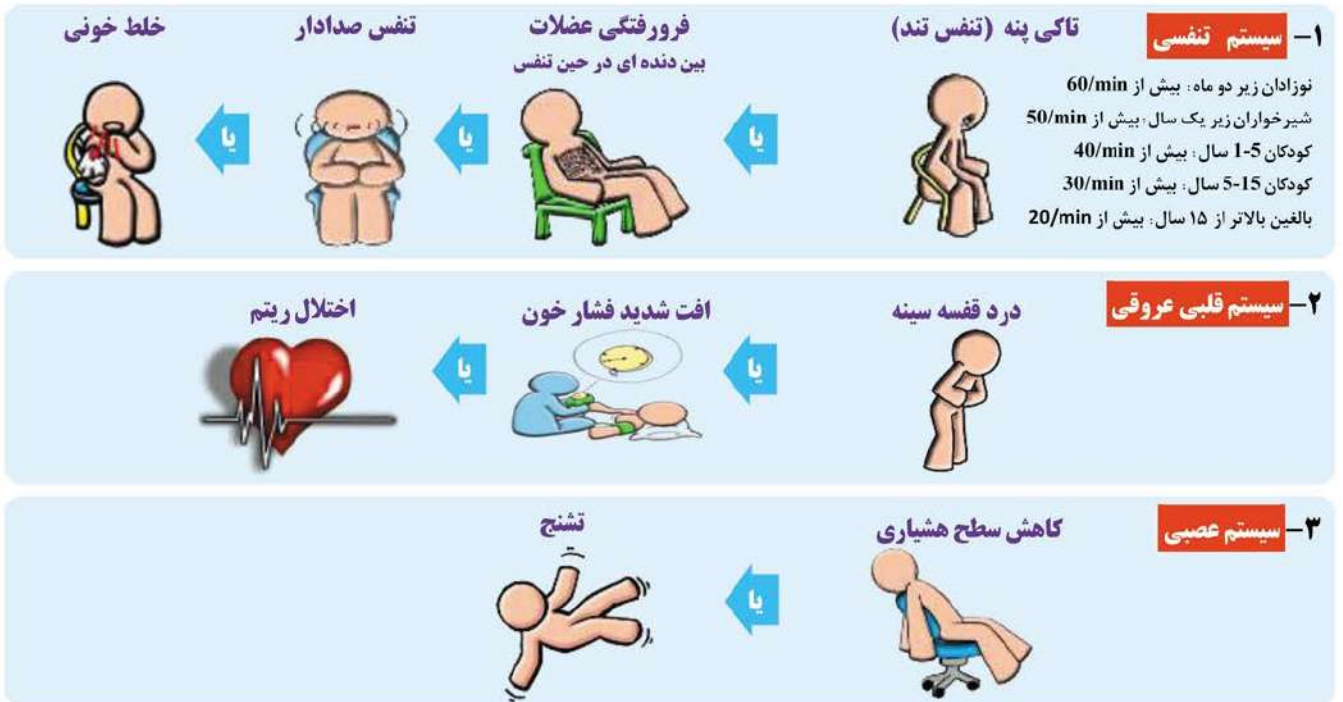 ۱- سیستم تنفسی
تاکی پنه (تنفس تند)
نوزادان زیر دو ماه: بیش از 60/min
شیرخواران زیر یک سال: بیش از 50/min
کودکان 1-5 سال: بیش از 40/min
کودکان 5-15 سال: بیش از 30/min
بالغین بالاتر از ۱۵ سال: بیش از 20/min
یا
فرورفتگی عضلات
بین دنده ای در حین تنفس
یا
تنفس صدادار
یا
خلط خونی
۲- سیستم قلبی عروقی
درد قفسه سینه
یا
افت شدید فشار خون
یا
اختلال ریتم
۳- سیستم عصبی
کاهش سطح هشیاری
یا
تشنج